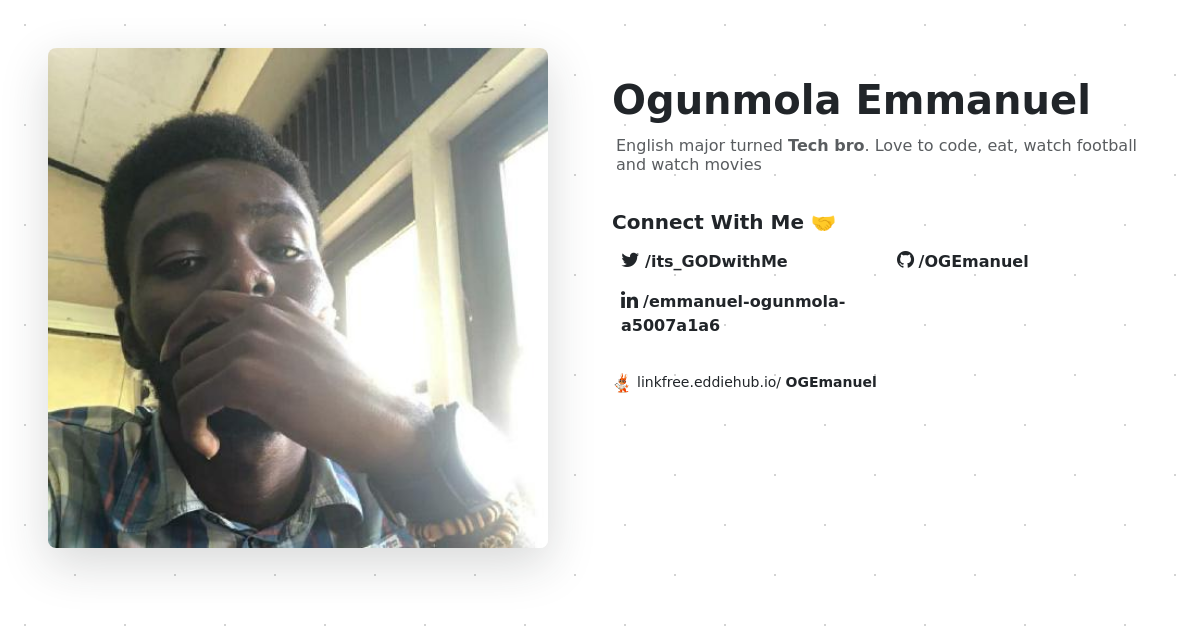 Ogunmola Emmanuel
English major turned Tech bro. Love to code, eat, watch football
and watch movies
Connect With Me 🤝
/its_GODwithMe
/OGEmanuel
/emmanuel-ogunmola-
a5007a1a6
linkfree.eddiehub.io/ OGEmanuel